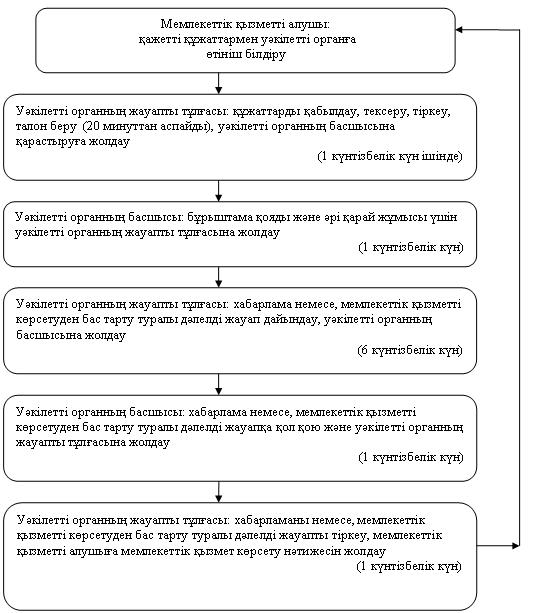 Мемлекеттік қызметті алушы:
қажетті құжаттармен уәкілетті органға
өтініш білдіру
Уәкілетті органның жауапты тұлғасы: құжаттарды қабылдау, тексеру, тіркеу,
талон беру (20 минуттан аспайды), уәкілетті органның басшысына
қарастыруға жолдау
(1 күнтізбелік күн ішінде)
Уәкілетті органның басшысы: бұрыштама қояды және әрі қарай жұмысы үшін
уәкілетті органның жауапты тұлғасына жолдау
(1 күнтізбелік күн)
Уәкілетті органның жауапты тұлғасы: хабарлама немесе, мемлекеттік қызметті
көрсетуден бас тарту туралы дәлелді жауап дайындау, уәкілетті органның
басшысына жолдау
(6 күнтізбелік күн)
Уәкілетті органның басшысы: хабарлама немесе, мемлекеттік қызметті
көрсетуден бас тарту туралы дәлелді жауапқа қол қою және уәкілетті органның
жауапты тұлғасына жолдау
(1 күнтізбелік күн)
Уәкілетті органның жауапты тұлғасы: хабарламаны немесе, мемлекеттік
қызметті көрсетуден бас тарту туралы дәлелді жауапты тіркеу, мемлекеттік
қызметті алушыға мемлекеттік қызмет көрсету нәтижесін жолдау
(1 күнтізбелік күн)